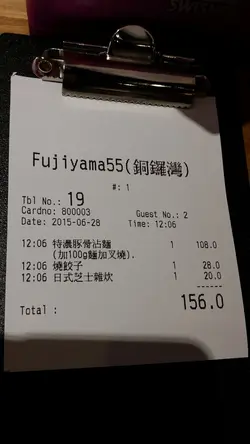 Fujiyama55(銅鑼灣)
#: 1
Tbl No.: 19
Cardno: 800003 Guest No.: 2
Date: 2015-06-28 Time: 12:06
12:06 特濃豚骨沾麵 1 108.0
(加100g麵加叉燒).
12:06 燒餃子 1 28.0
12:06 日式芝士雜炊 1 20.0
Total : 156.0